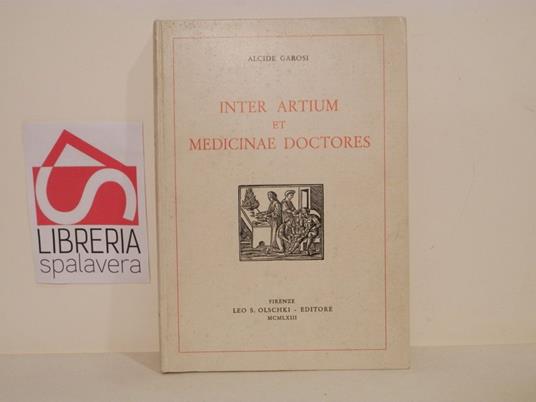 ALCIDE GAROSI
INTER ARTIUM
ET
MEDICINAE DOCTORES
FIRENZE
LEO S. OLSCHKI - EDITORE
MCMLXIII
LIBRERIA
spalavera